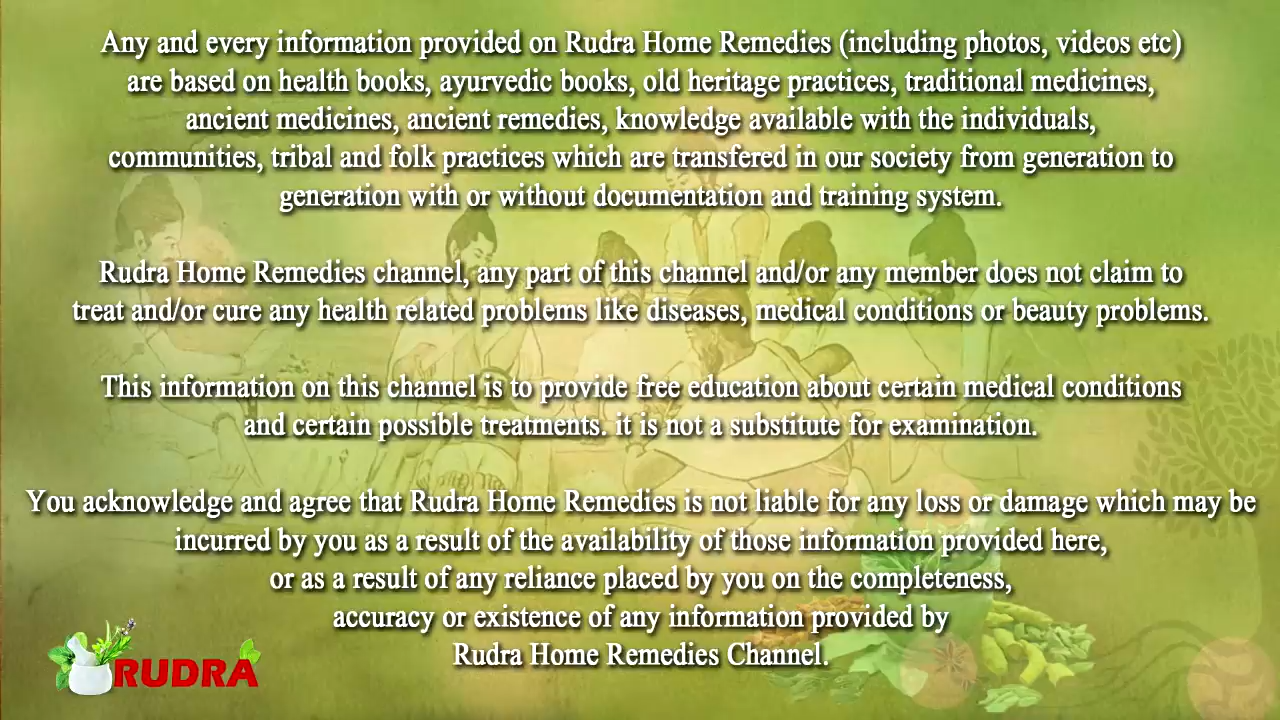 Any and every information provided on Rudra Home Remedies (including photos, videos etc)
are based on health books, ayurvedic books, old heritage practices, traditional medicines,
ancient medicines, ancient remedies, knowledge available with the individuals,
communities, tribal and folk practices which are transfered in our society from generation to
generation with or without documentation and training system.
Rudra Home Remedies channel, any part of this channel and/or any member does not claim to
treat and/or cure any health related problems like diseases, medical conditions or beauty problems.
This information on this channel is to provide free education about certain medical conditions
and certain possible treatments. it is not a substitute for examination.
You acknowledge and agree that Rudra Home Remedies is not liable for any loss or damage which may be
incurred by you as a result of the availability of those information provided here,
or as a result of any reliance placed by you on the completeness,
accuracy or existence of any information provided by
Rudra Home Remedies Channel.
RUDRA